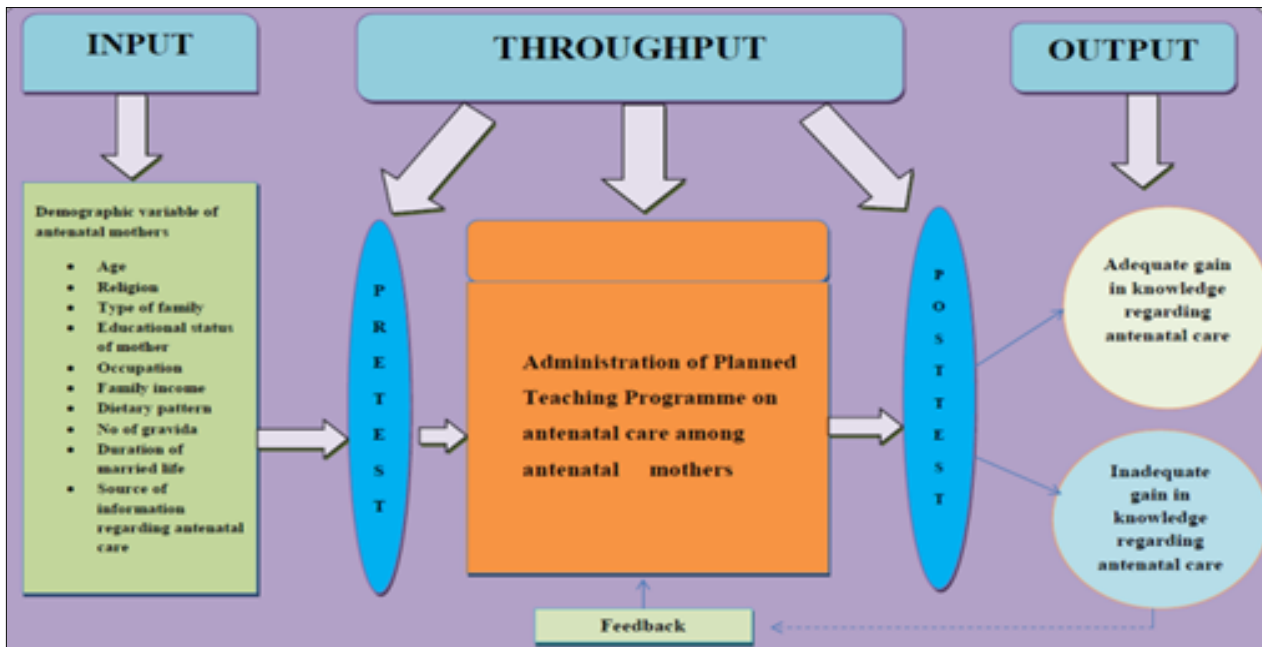 INPUT
THROUGHPUT
OUTPUT
Demographic variable of
antenatal mothers
• Age
• Religion
• Type of family
• Educational status
of mother
• Occupation
• Family income
• Dietary pattern
• No of gravida
• Duration of
married life
• Source of
information
regarding antenatal
care
P
R
E
T
E
S
T
Administration of Planned
Teaching Programme on
antenatal care among
antenatal mothers
P
O
S
T
T
E
S
T
Adequate gain
in knowledge
regarding
antenatal care
Inadequate
gain in
knowledge
regarding
antenatal care
Feedback